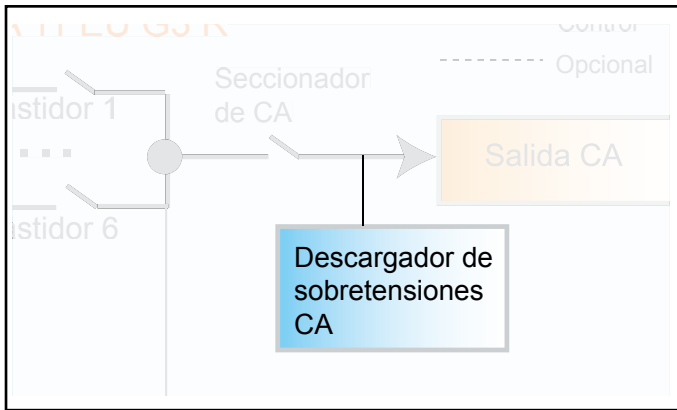 Control
Opcional
Seccionador
de CA
Salida CA
Descargador de
sobretensiones
CA